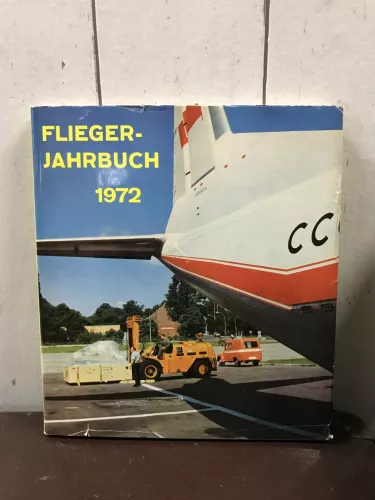 FLIEGER-
JAHRBUCH
1972
CC